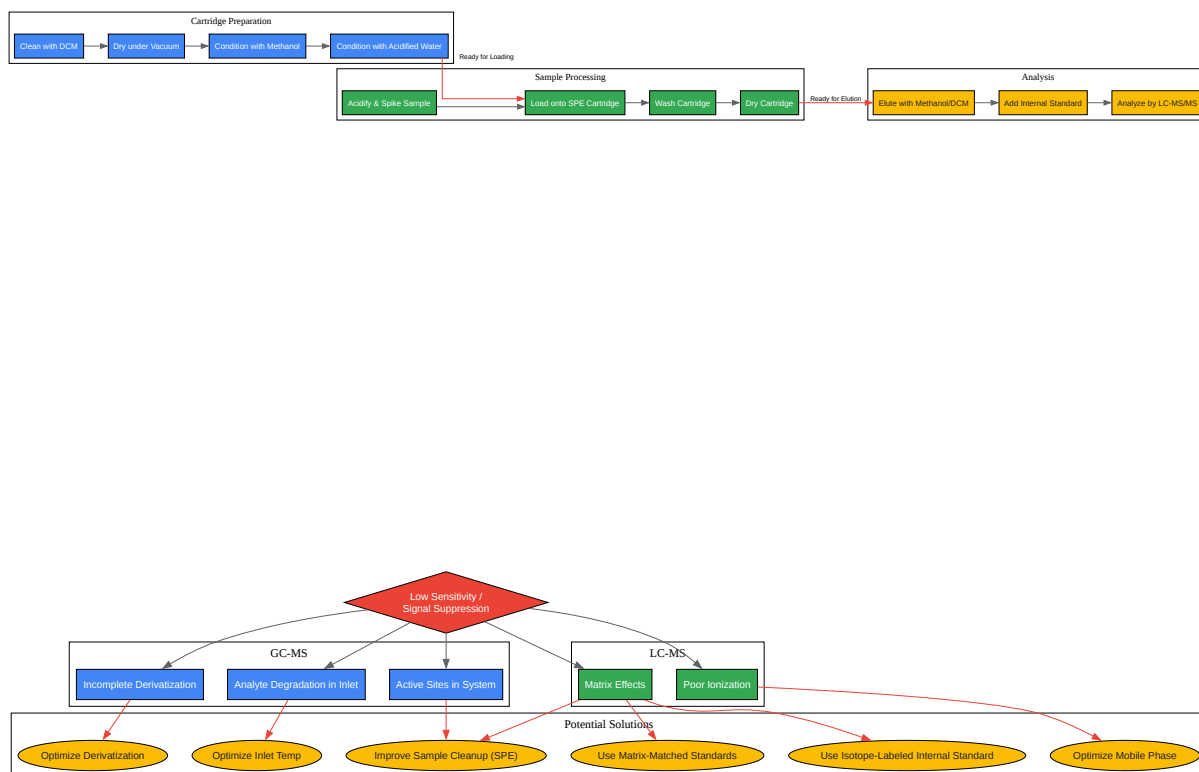 Cartridge Preparation
Clean with DCM
Dry under Vacuum
Condition with Methanol
Condition with Acidified Water
Ready for Loading
Sample Processing
Acidify & Spike Sample
Load onto SPE Cartridge
Wash Cartridge
Dry Cartridge
Ready for Elution
Analysis
Elute with Methanol/DCM
Add Internal Standard
Analyze by LC-MS/MS
Low Sensitivity /
Signal Suppression
GC-MS
Incomplete Derivatization
Analyte Degradation in Inlet
Active Sites in System
LC-MS
Matrix Effects
Poor Ionization
Potential Solutions
Optimize Derivatization
Optimize Inlet Temp
Improve Sample Cleanup (SPE)
Use Matrix-Matched Standards
Use Isotope-Labeled Internal Standard
Optimize Mobile Phase